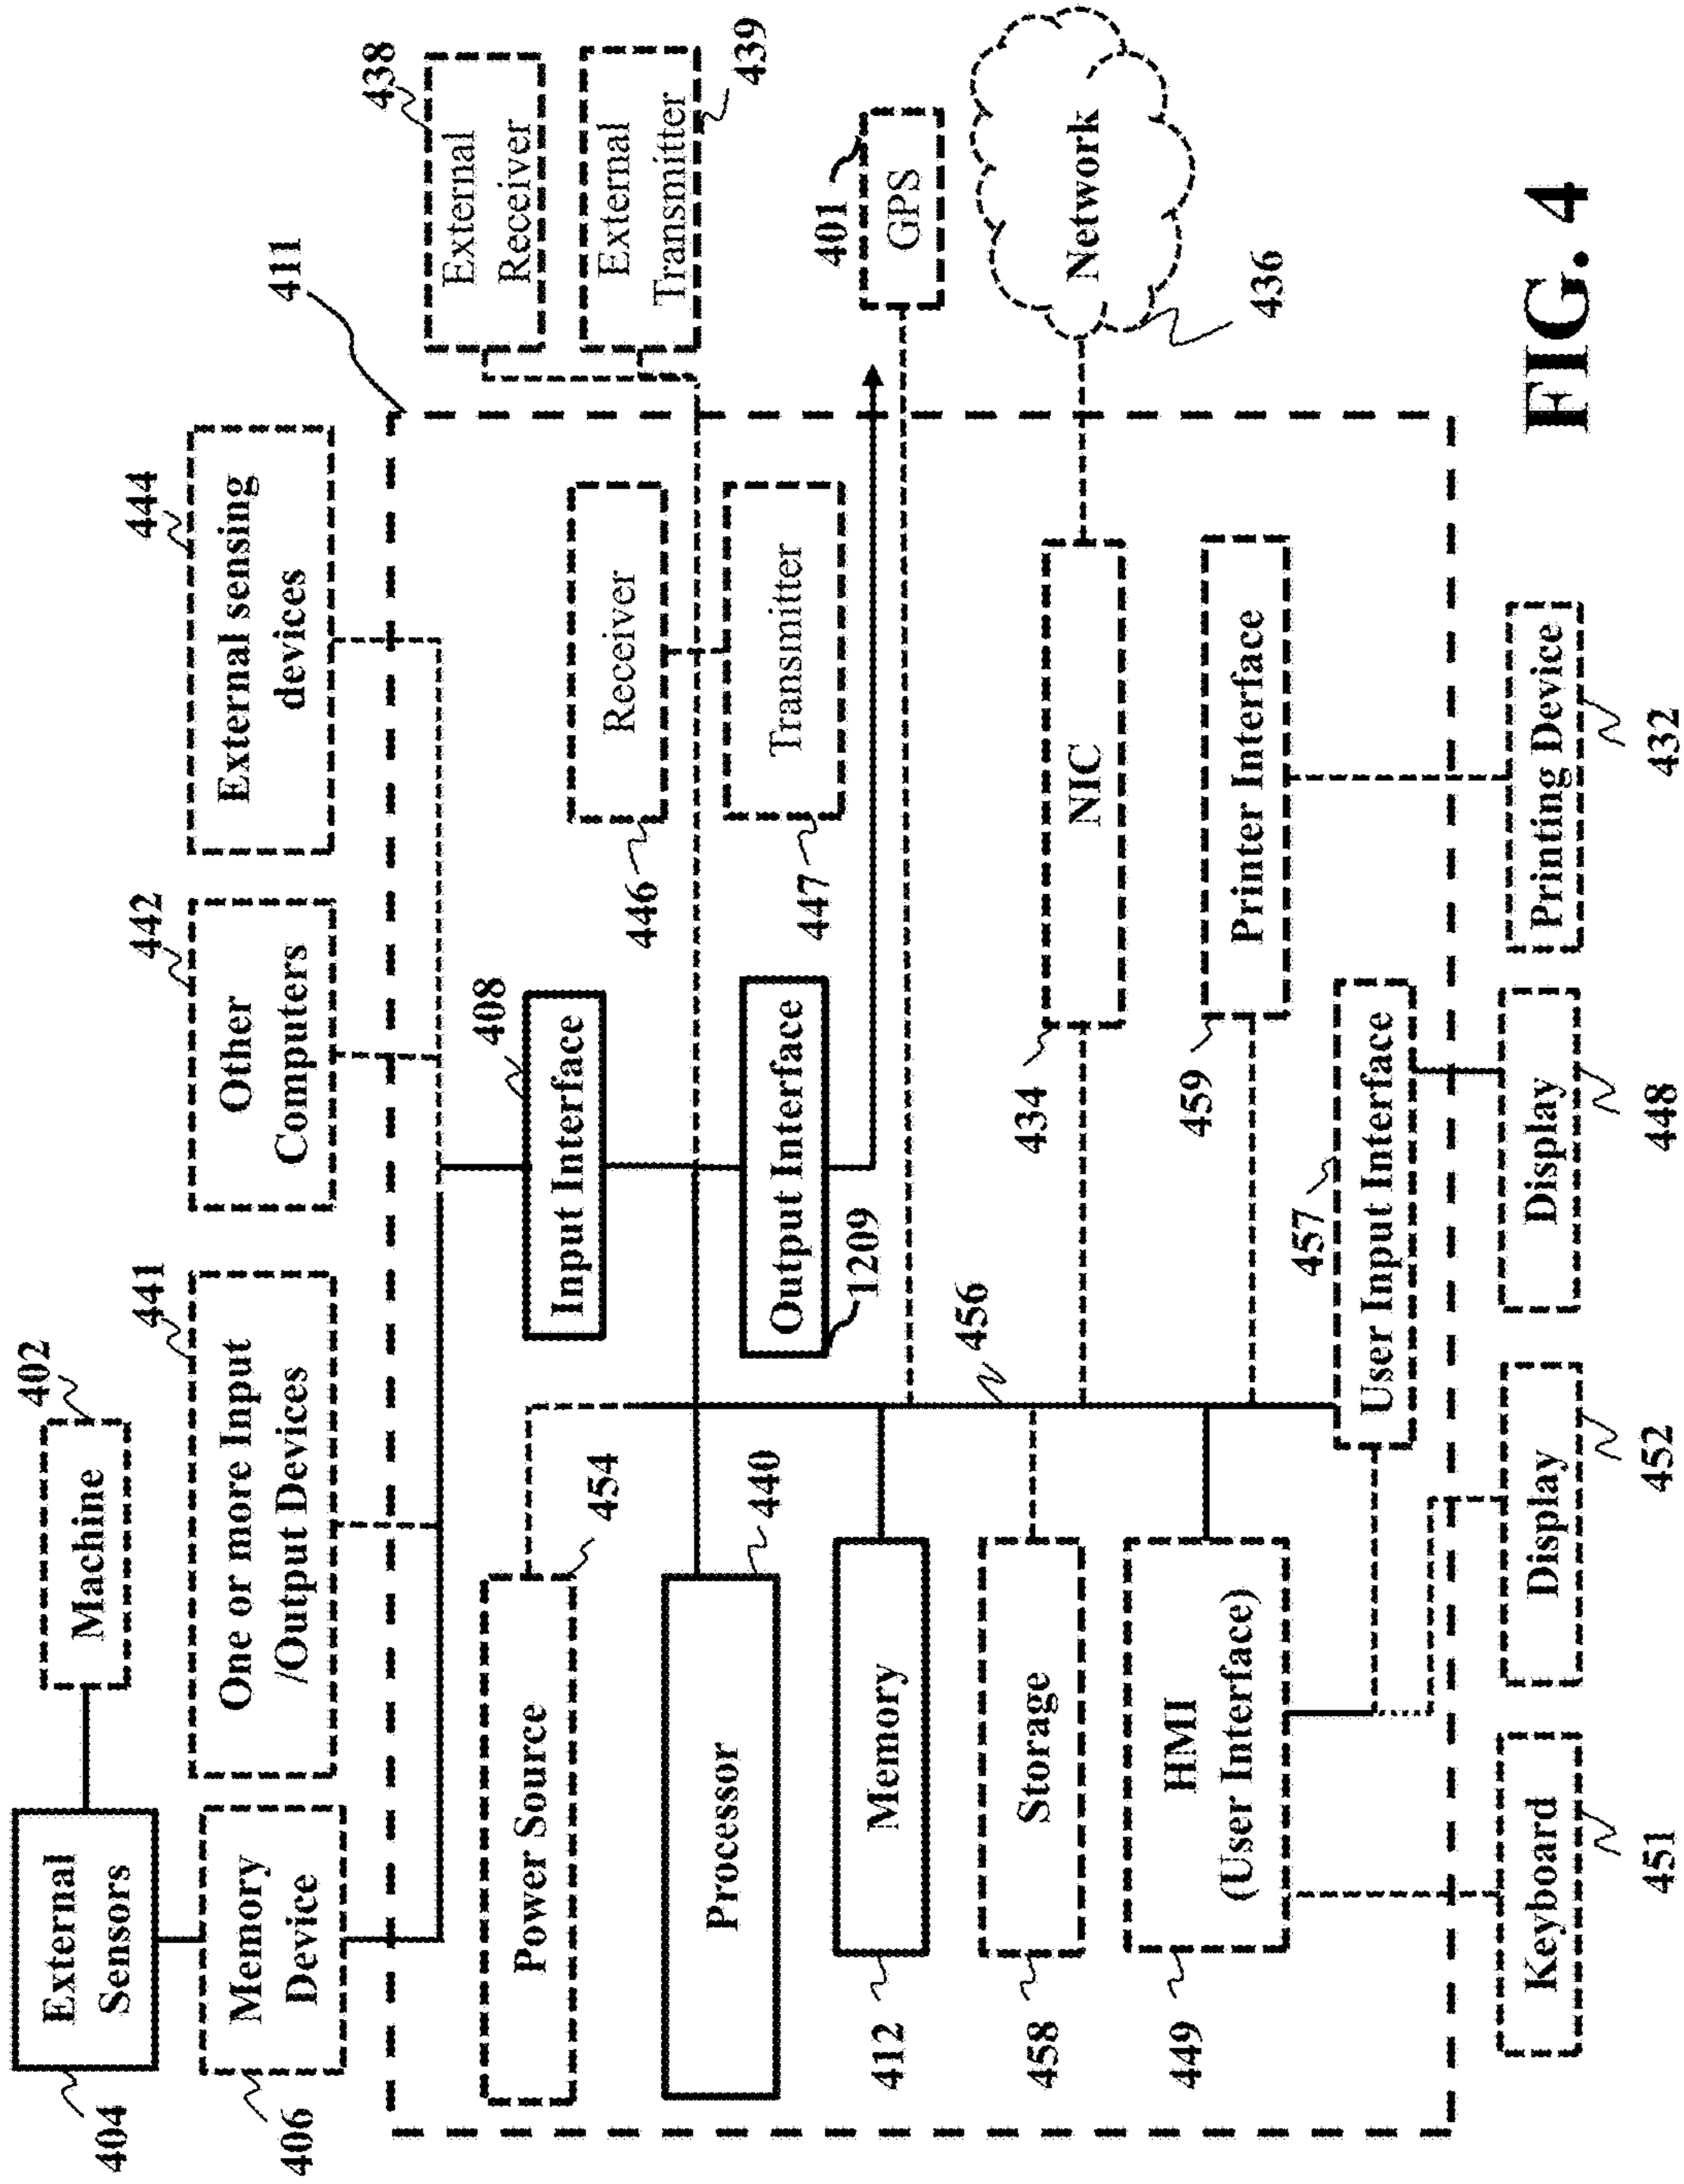 404
External
Sensors
Machine
402
406
Memory
Device
One or more Input
/Output Devices
441
Other
Computers
442
External sensing
devices
444
411
External
Receiver
438
External
Transmitter
439
401
GPS
Network
436
Power Source
454
Input Interface
408
Receiver
446
Processor
440
Output Interface
1209
Transmitter
447
Memory
412
456
Storage
458
NIC
434
HMI
(User Interface)
449
Printer Interface
459
User Input Interface
457
Keyboard
451
Display
452
Display
448
Printing Device
432
FIG. 4